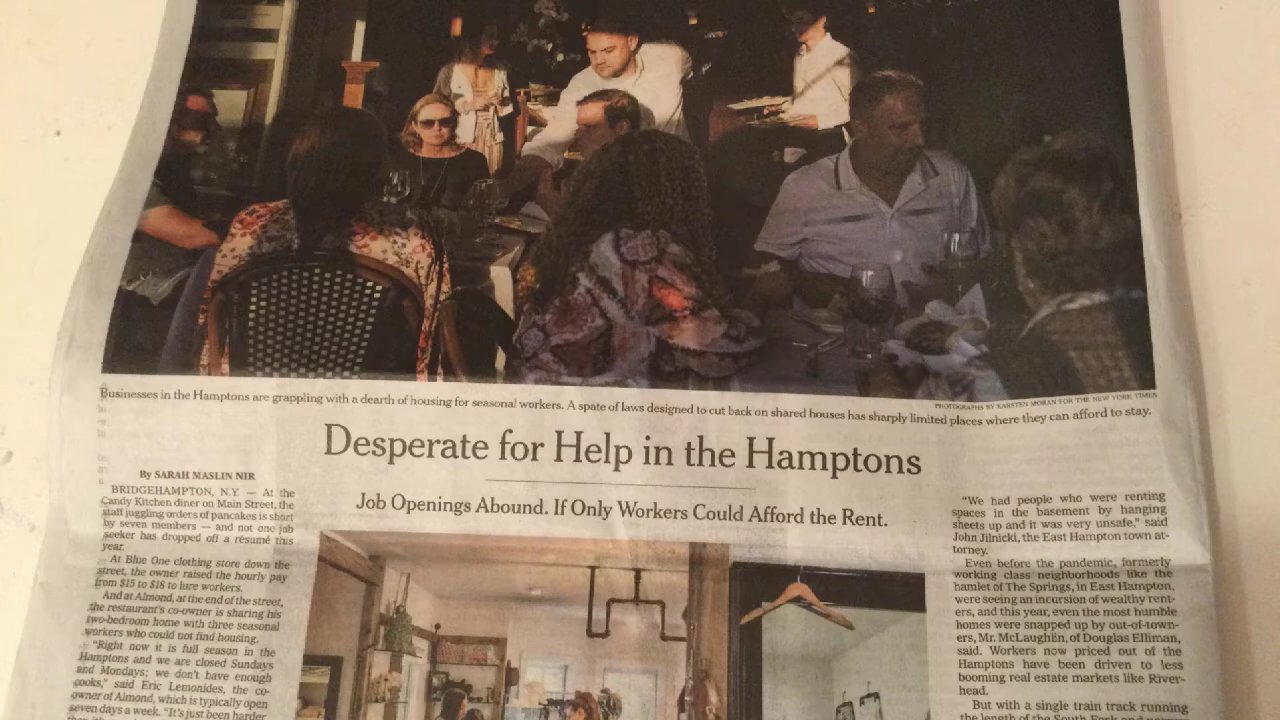 PHOTOGRAPHS BY KARSTEN MORAN FOR THE NEW YORK TIMES
Businesses in the Hamptons are grappling with a dearth of housing for seasonal workers. A spate of laws designed to cut back on shared houses has sharply limited places where they can afford to stay.
Desperate for Help in the Hamptons
Job Openings Abound. If Only Workers Could Afford the Rent.
By SARAH MASLIN NIR
BRIDGEHAMPTON, N.Y. — At the
Candy Kitchen diner on Main Street, the
staff juggling orders of pancakes is short
by seven members — and not one job
seeker has dropped off a résumé this
year.
At Blue One clothing store down the
street, the owner raised the hourly pay
from $15 to $18 to lure workers.
And at Almond, at the end of the street,
the restaurant's co-owner is sharing his
two-bedroom home with three seasonal
workers who could not find housing.
"Right now it is full season in the
Hamptons and we are closed Sundays
and Mondays; we don't have enough
cooks," said Eric Lemonides, the co-
owner of Almond, which is typically open
seven days a week. "It's just been harder
"We had people who were renting
spaces in the basement by hanging
sheets up and it was very unsafe," said
John Jilnicki, the East Hampton town at-
torney.
Even before the pandemic, formerly
working class neighborhoods like the
hamlet of The Springs, in East Hampton,
were seeing an incursion of wealthy rent-
ers, and this year, even the most humble
homes were snapped up by out-of-town-
ers, Mr. McLaughlin, of Douglas Elliman,
said. Workers now priced out of the
Hamptons have been driven to less
booming real estate markets like River-
head.
But with a single train track running
the length of the South Fork and